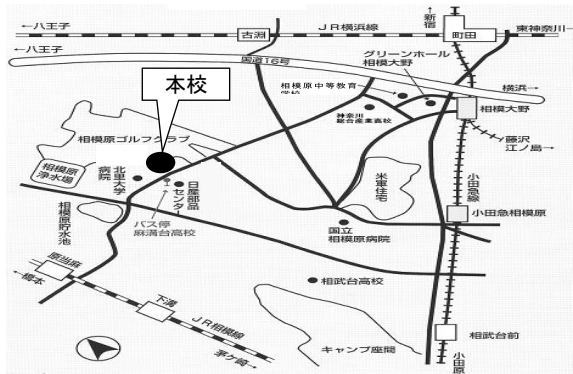 ↑新宿
←八王子
JR横浜線
古淵
町田
東神奈川→
←八王子
国道16号
グリーンホール
相模大野
横浜→
本校
相模原中等教育
学校
神奈川
総合産業高校
相模大野
相模原ゴルフクラブ
藤沢
江ノ島→
相模原
浄水場
北里大学
病院
日産部品
センター
米軍住宅
小田急線
バス停
麻溝台高校
相模原貯水池
国立
相模原病院
小田急相模原
原当麻
←橋本
相武台高校
下溝
JR相模線
茅ケ崎→
キャンプ座間
相武台前
小田原